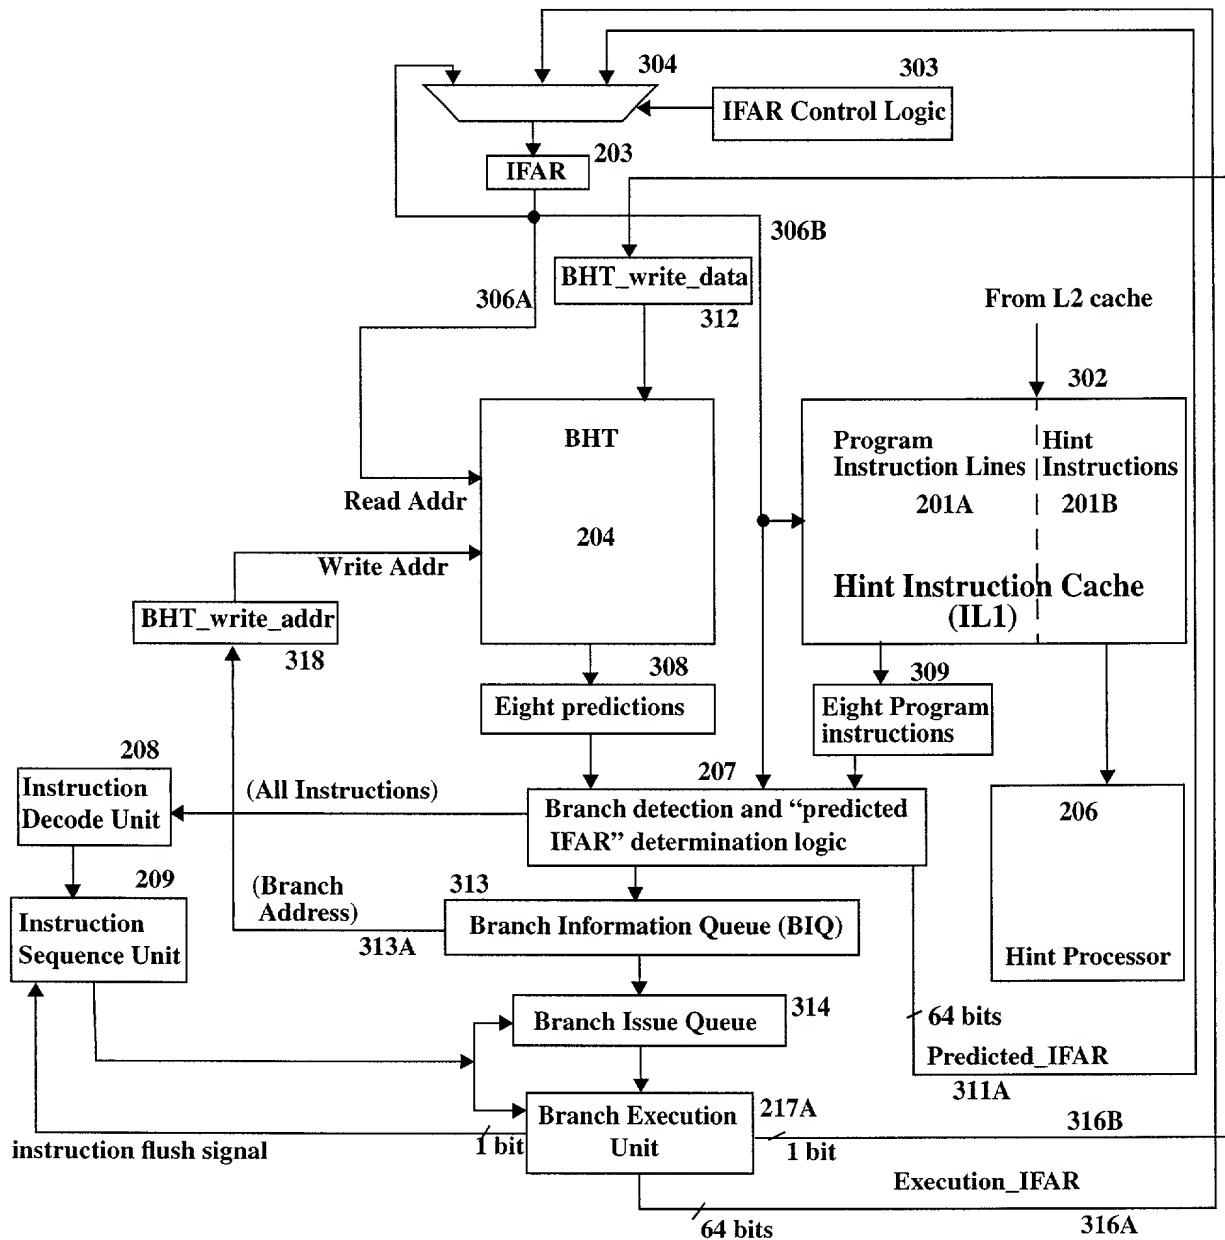 304
303
IFAR Control Logic
203
IFAR
306B
BHT_write_data
306A
312
From L2 cache
302
BHT
Program
Instruction Lines
201A
Hint
Instructions
201B
Read Addr
204
Write Addr
Hint Instruction Cache
(IL1)
BHT_write_addr
318
308
309
Eight predictions
Eight Program
instructions
208
207
Instruction
Decode Unit
(All Instructions)
Branch detection and “predicted
IFAR” determination logic
206
Hint Processor
209
(Branch
Address)
313
Instruction
Sequence Unit
Branch Information Queue (BIQ)
313A
314
Branch Issue Queue
64 bits
Predicted_IFAR
311A
Branch Execution
Unit
217A
316B
instruction flush signal
1 bit
1 bit
Execution_IFAR
64 bits
316A